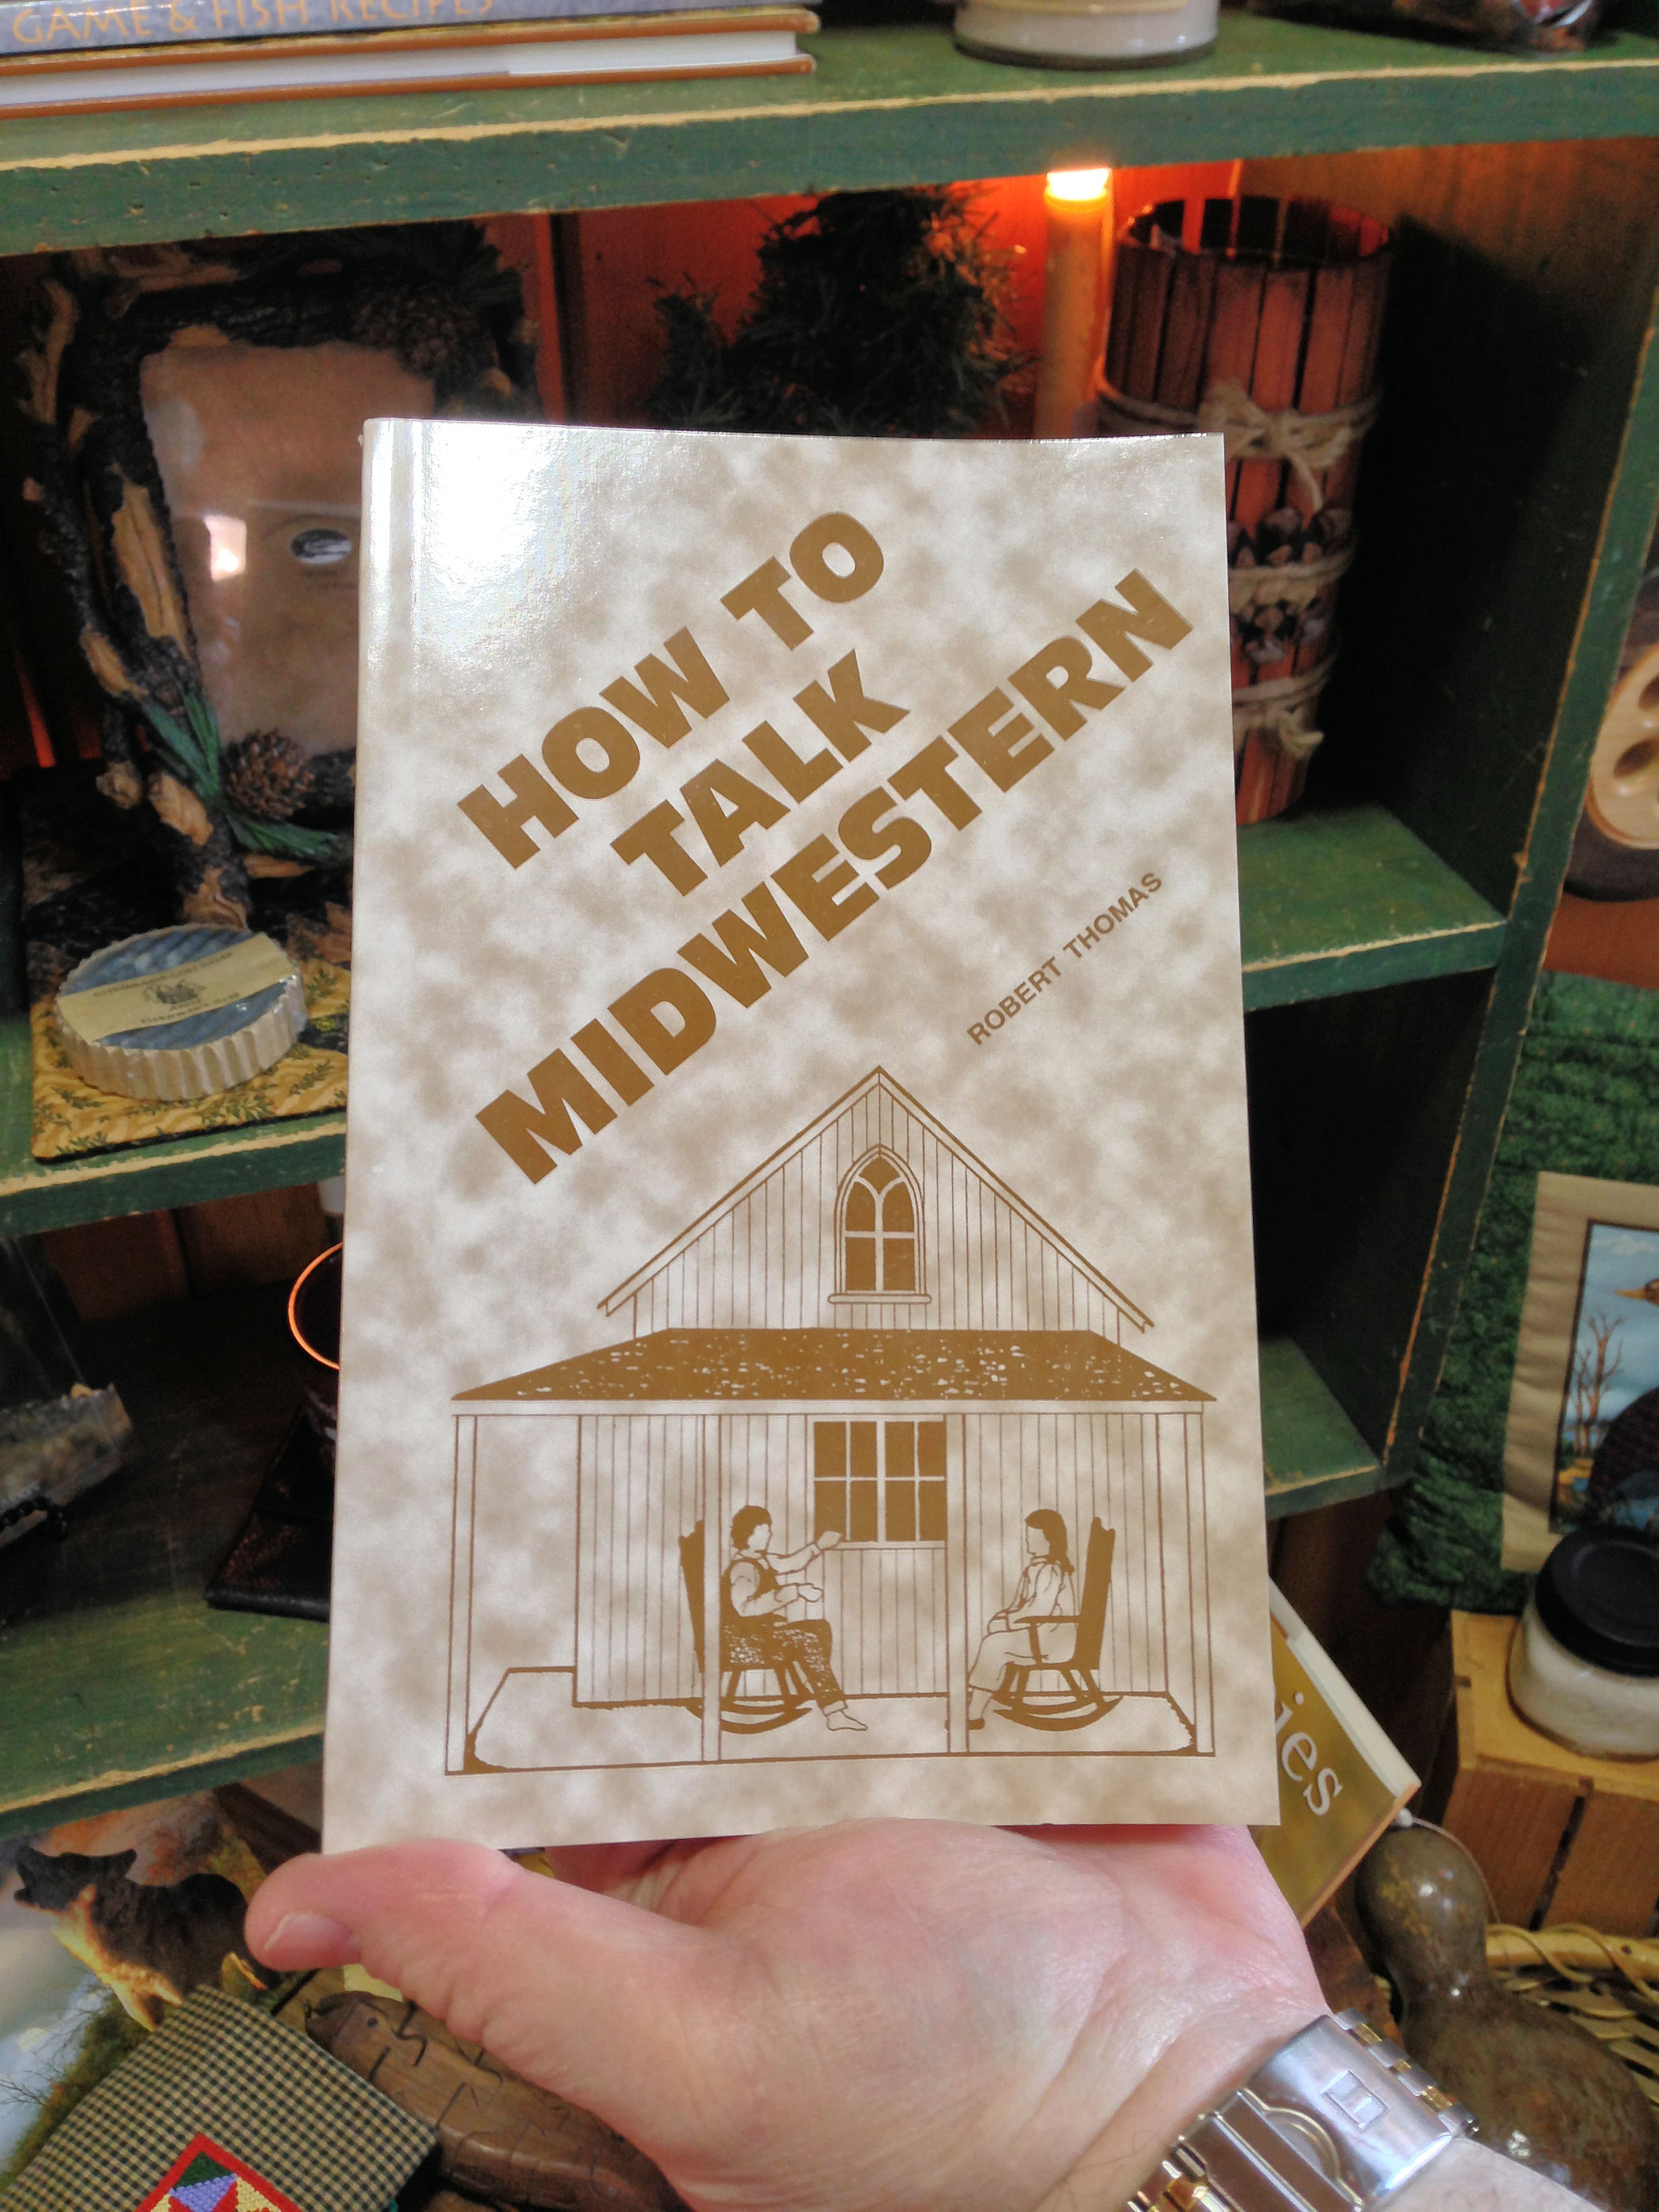 GAME & FISH RECIPES
HOW TO
TALK
MIDWESTERN
ROBERT THOMAS
ies